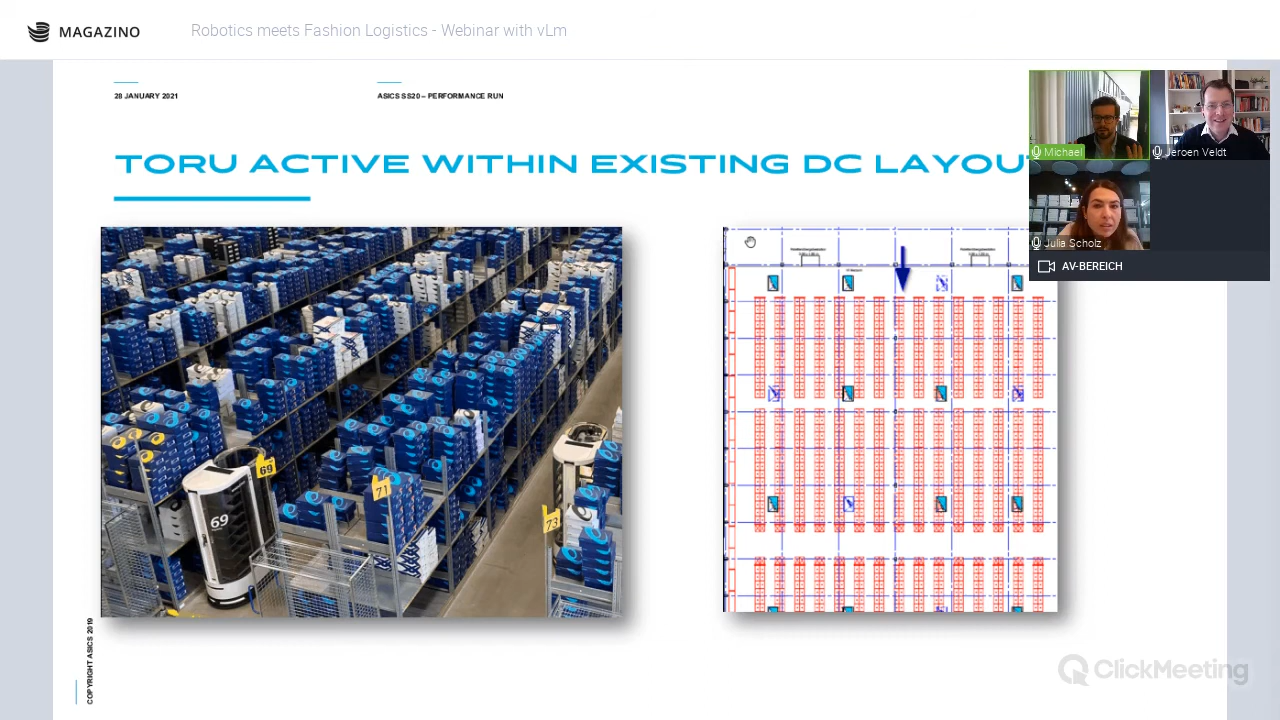 MAGAZINO
Robotics meets Fashion Logistics - Webinar with vLm
28 JANUARY 2021
ASICS SS20 – PERFORMANCE RUN
TORU ACTIVE WITHIN EXISTING DC LAYOU
Michael
Jeroen Veldt
Julia Scholz
AV-BEREICH
69
69
71
73
COPYRIGHT ASICS 2019
ClickMeeting